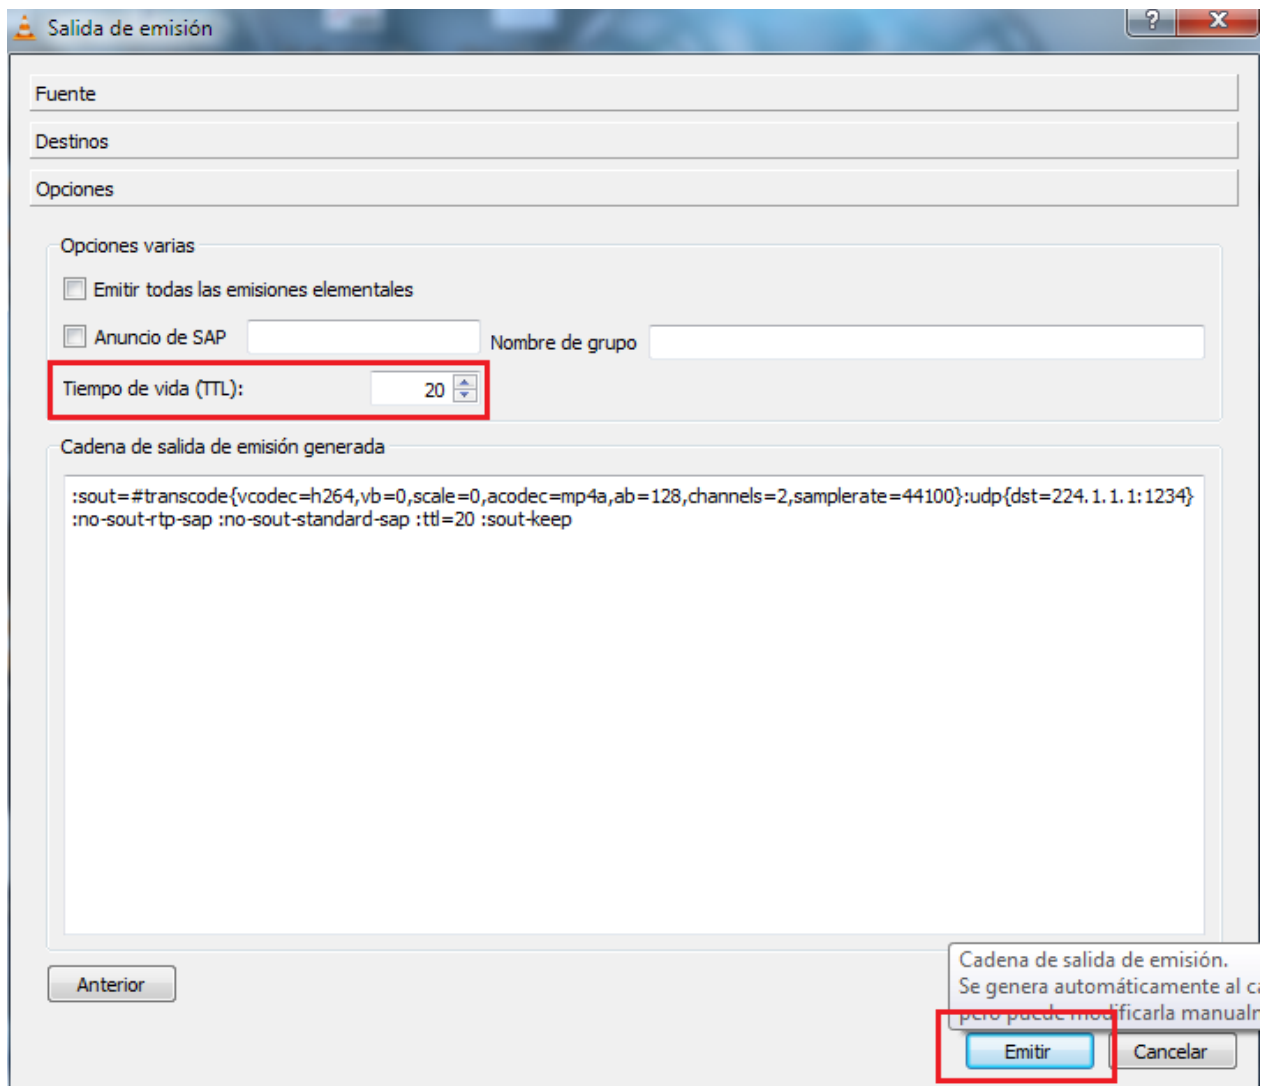 Salida de emisión
?
X
Fuente
Destinos
Opciones
Opciones varias
Emitir todas las emisiones elementales
Anuncio de SAP
Nombre de grupo
Tiempo de vida (TTL):
20
Cadena de salida de emisión generada
:sout=#transcode{vcodec=h264,vb=0,scale=0,acodec=mp4a,ab=128,channels=2,samplerate=44100}:udp{dst=224.1.1.1:1234}
:no-sout-rtp-sap :no-sout-standard-sap :ttl=20 :sout-keep
Anterior
Cadena de salida de emisión.
Se genera automáticamente al
pero puede modificarla
Emitir
Cancelar